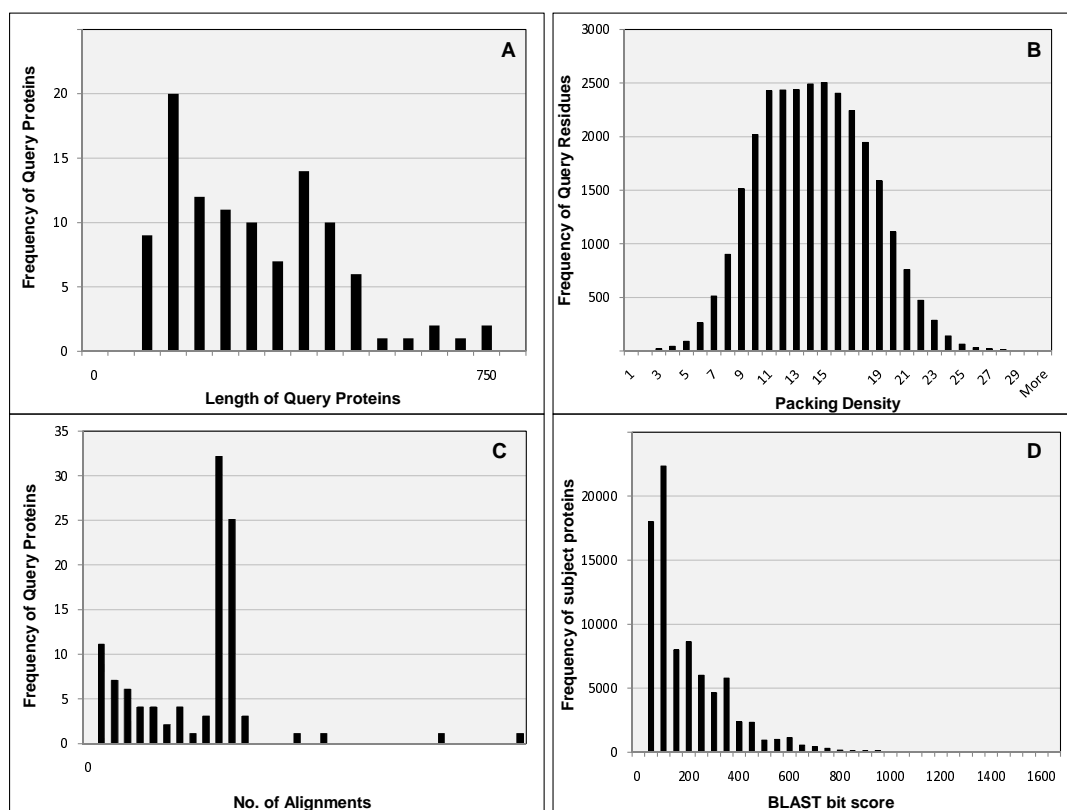 A
Frequency of Query Proteins
20
15
10
5
0
0 750
Length of Query Proteins
B
Frequency of Query Residues
3000
2500
2000
1500
1000
500
1 3 5 7 9 11 13 15 19 21 23 25 27 29 More
Packing Density
C
Frequency of Query Proteins
35
30
25
20
15
10
5
0
0
No. of Alignments
D
Frequency of subject proteins
20000
15000
10000
5000
0
0 200 400 600 800 1000 1200 1400 1600
BLAST bit score